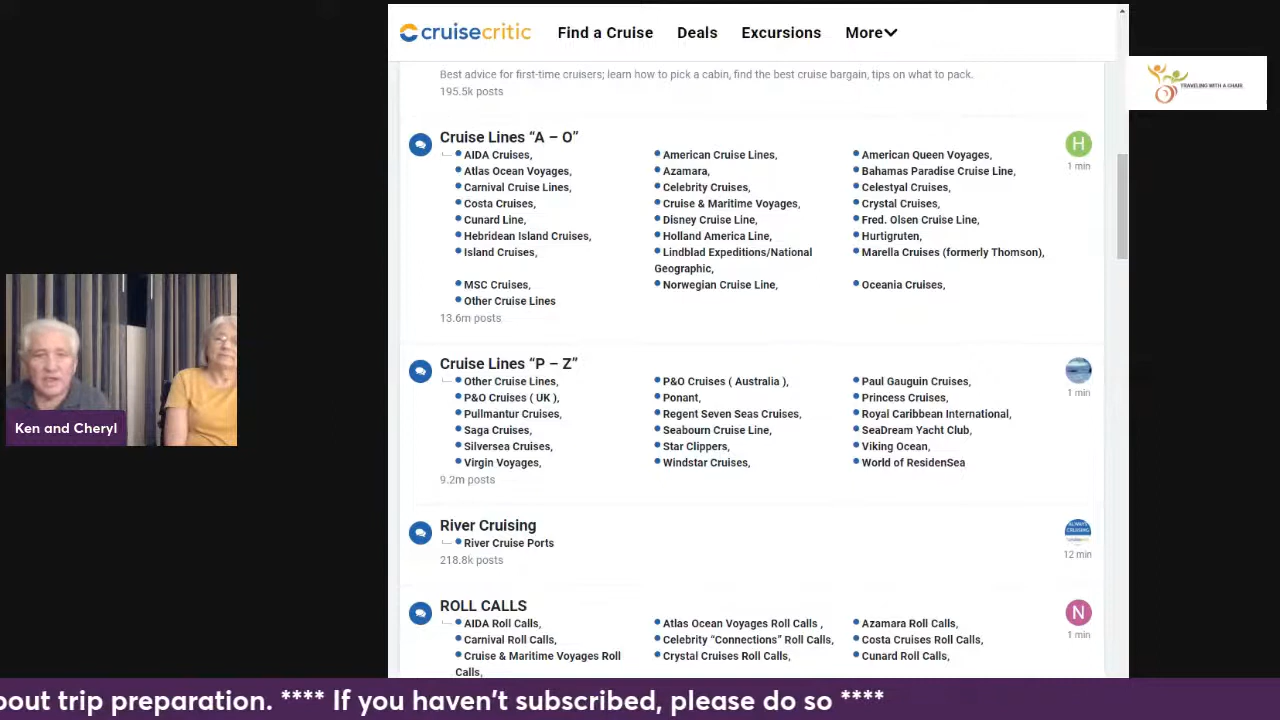 cruisecritic
Find a Cruise Deals Excursions More
Best advice for first-time cruisers; learn how to pick a cabin, find the best cruise bargain, tips on what to pack.
195.5k posts
TRAVELING WITH A CHAIR
Cruise Lines “A – O”
H
1 min
AIDA Cruises, American Cruise Lines, American Queen Voyages,
Atlas Ocean Voyages, Azamara, Bahamas Paradise Cruise Line,
Carnival Cruise Lines, Celebrity Cruises, Celestyal Cruises,
Costa Cruises, Cruise & Maritime Voyages, Crystal Cruises,
Cunard Line, Disney Cruise Line, Fred. Olsen Cruise Line,
Hebridean Island Cruises, Holland America Line, Hurtigruten,
Island Cruises, Lindblad Expeditions/National Marella Cruises (formerly Thomson),
Geographic,
MSC Cruises, Norwegian Cruise Line, Oceania Cruises,
Other Cruise Lines
13.6m posts
Cruise Lines “P – Z”
1 min
Other Cruise Lines, P&O Cruises ( Australia ), Paul Gauguin Cruises,
P&O Cruises ( UK ), Ponant, Princess Cruises,
Pullmantur Cruises, Regent Seven Seas Cruises, Royal Caribbean International,
Saga Cruises, Seabourn Cruise Line, SeaDream Yacht Club,
Silversea Cruises, Star Clippers, Viking Ocean,
Virgin Voyages, Windstar Cruises, World of ResidenSea
9.2m posts
Ken and Cheryl
River Cruising
River Cruise Ports
218.8k posts
ALWAYS
CRUISING
12 min
ROLL CALLS
N
1 min
AIDA Roll Calls, Atlas Ocean Voyages Roll Calls , Azamara Roll Calls,
Carnival Roll Calls, Celebrity “Connections” Roll Calls, Costa Cruises Roll Calls,
Cruise & Maritime Voyages Roll Crystal Cruises Roll Calls, Cunard Roll Calls,
Calls,
bout trip preparation. **** If you haven't subscribed, please do so ****